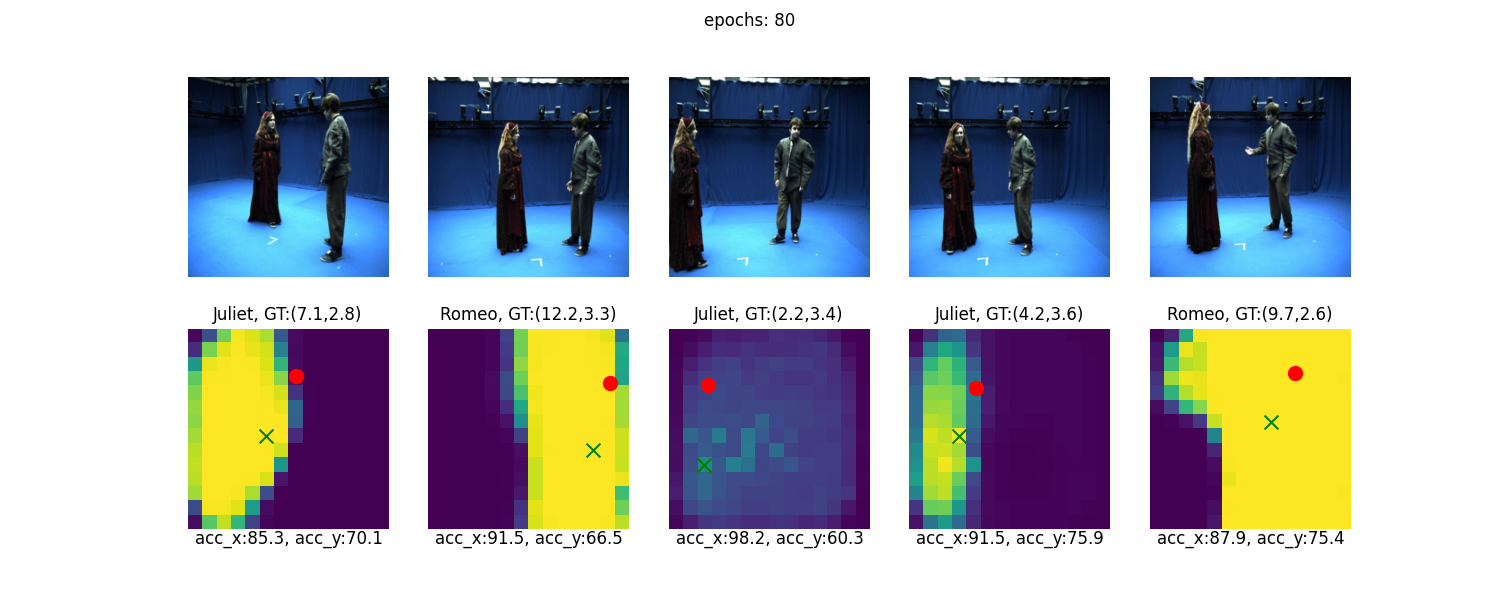 epochs: 80
Juliet, GT:(7.1,2.8)
Romeo, GT:(12.2,3.3)
Juliet, GT:(2.2,3.4)
Juliet, GT:(4.2,3.6)
Romeo, GT:(9.7,2.6)
acc_x:85.3, acc_y:70.1
acc_x:91.5, acc_y:66.5
acc_x:98.2, acc_y:60.3
acc_x:91.5, acc_y:75.9
acc_x:87.9, acc_y:75.4